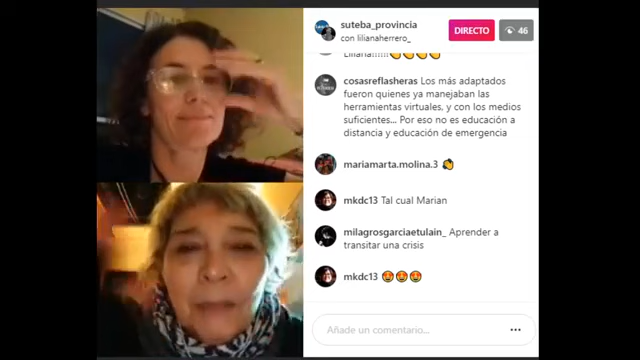 suteba_provincia
con lilianaherrero_
DIRECTO
46
Liliana!!!!!
cosasreflasheras Los más adaptados
fueron quienes ya manejaban las
herramientas virtuales, y con los medios
suficientes... Por eso no es educación a
distancia y educación de emergencia
mariamarta.molina.3
mkdc13 Tal cual Marian
milagrosgarciaetulain_ Aprender a
transitar una crisis
mkdc13
Añade un comentario...